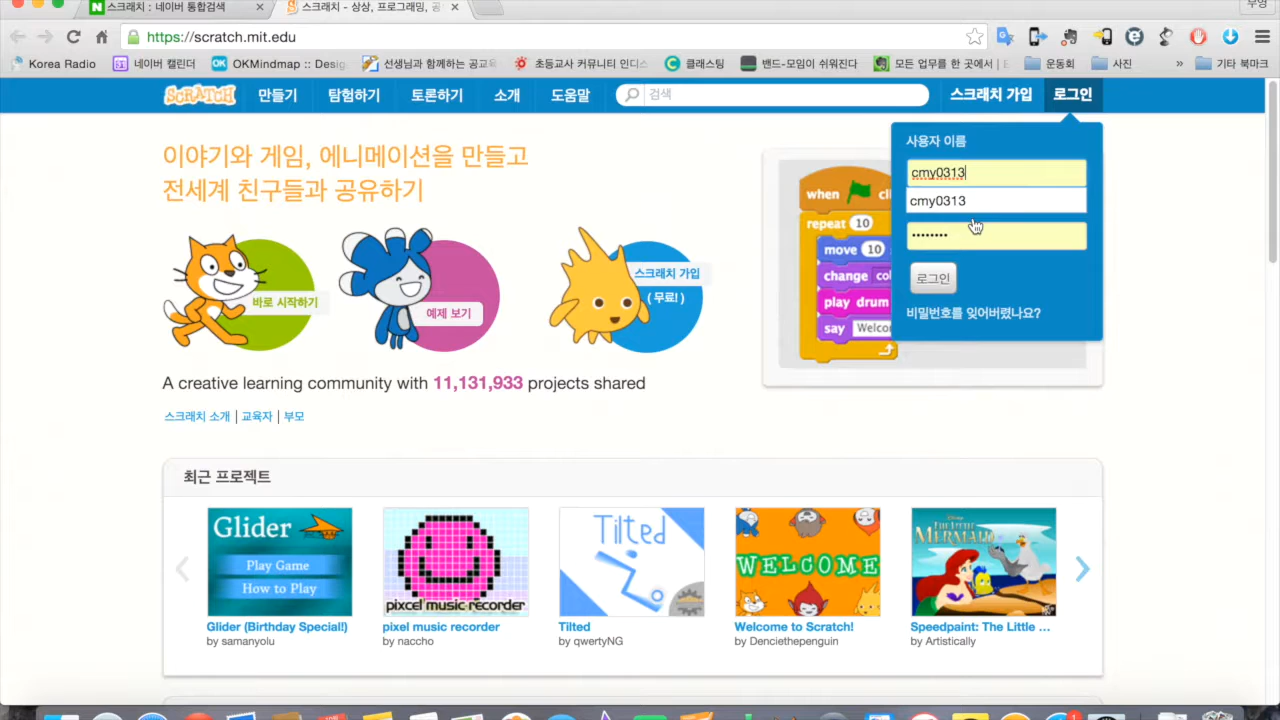 스크래치 : 네이버 통합검색
스크래치 - 상상, 프로그래밍, 공
무영
https://scratch.mit.edu
Korea Radio
네이버 캘린더
OKMindmap :: Desig
선생님과 함께하는 공교육
초등교사 커뮤니티 인디스
클래스팅
밴드-모임이 쉬워진다
모든 업무를 한 곳에서
운동회
사진
»
기타 북마크
SCRATCH
만들기
탐험하기
토론하기
소개
도움말
검색
스크래치 가입
로그인
이야기와 게임, 에니메이션을 만들고
전세계 친구들과 공유하기
바로 시작하기
예제 보기
스크래치 가입
( 무료! )
when
repeat 10
move 10
change
play drum
say
사용자 이름
cmy0313
cmy0313
••••••••
로그인
비밀번호를 잊어버렸나요?
A creative learning community with 11,131,933 projects shared
스크래치 소개 | 교육자 | 부모
최근 프로젝트
Glider
Play Game
How to Play
pixcel music recorder
Tilted
WELCOME
Disney
THE LITTLE
MERMAID
Glider (Birthday Special!)
by samanyolu
pixel music recorder
by naccho
Tilted
by qwertyNG
Welcome to Scratch!
by Denciethepenguin
Speedpaint: The Little ...
by Artistically